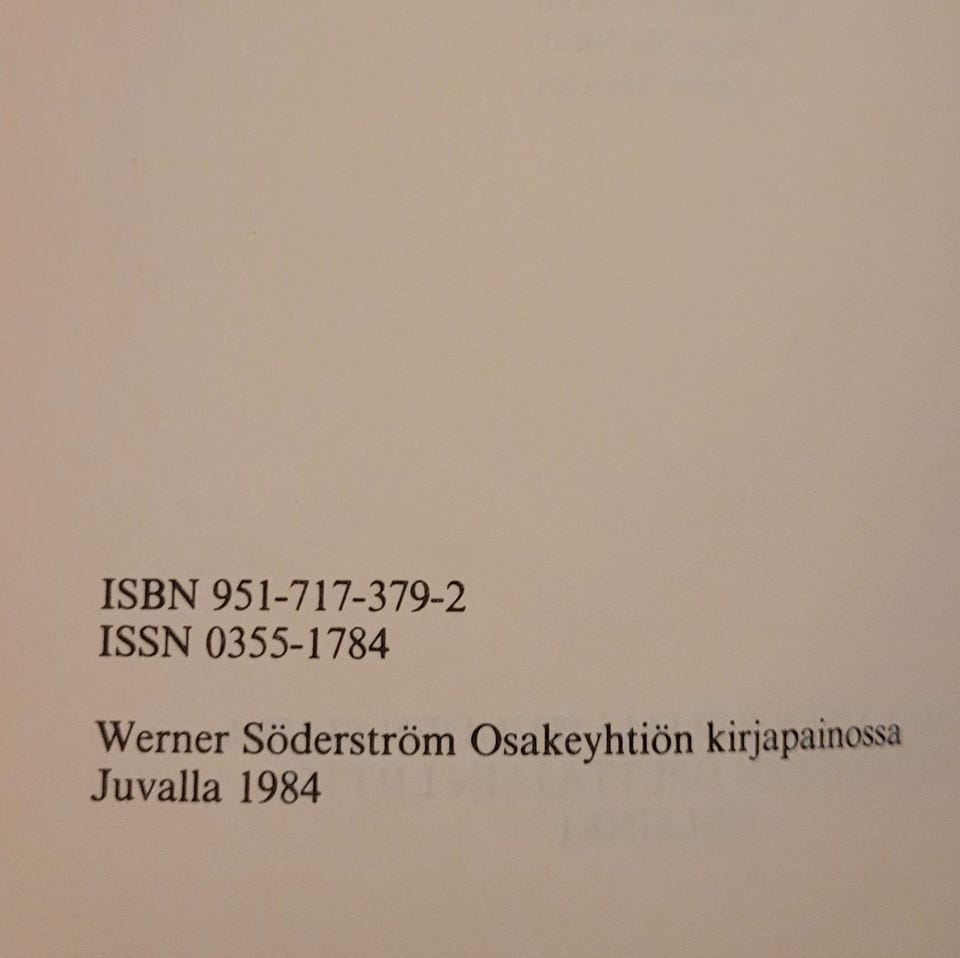 ISBN 951-717-379-2
ISSN 0355-1784
Werner Söderström Osakeyhtiön kirjapainossa
Juvalla 1984